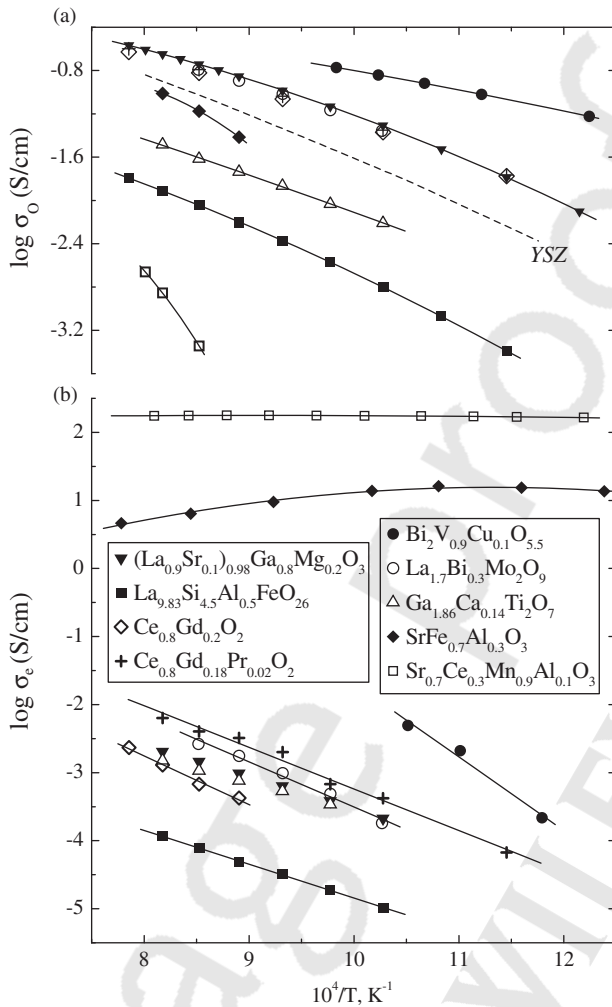 (a)
-0.8
-1.6
-2.4
-3.2
log σO (S/cm)
YSZ
(b)
2
1
0
-1
-2
-3
-4
-5
log σe (S/cm)
(La0.9Sr0.1)0.98Ga0.8Mg0.2O3
La9.83Si4.5Al0.5FeO26
Ce0.8Gd0.2O2
Ce0.8Gd0.18Pr0.02O2
Bi2V0.9Cu0.1O5.5
La1.7Bi0.3Mo2O9
Ga1.86Ca0.14Ti2O7
SrFe0.7Al0.3O3
Sr0.7Ce0.3Mn0.9Al0.1O3
8 9 10 11 12
10^4/T, K^-1